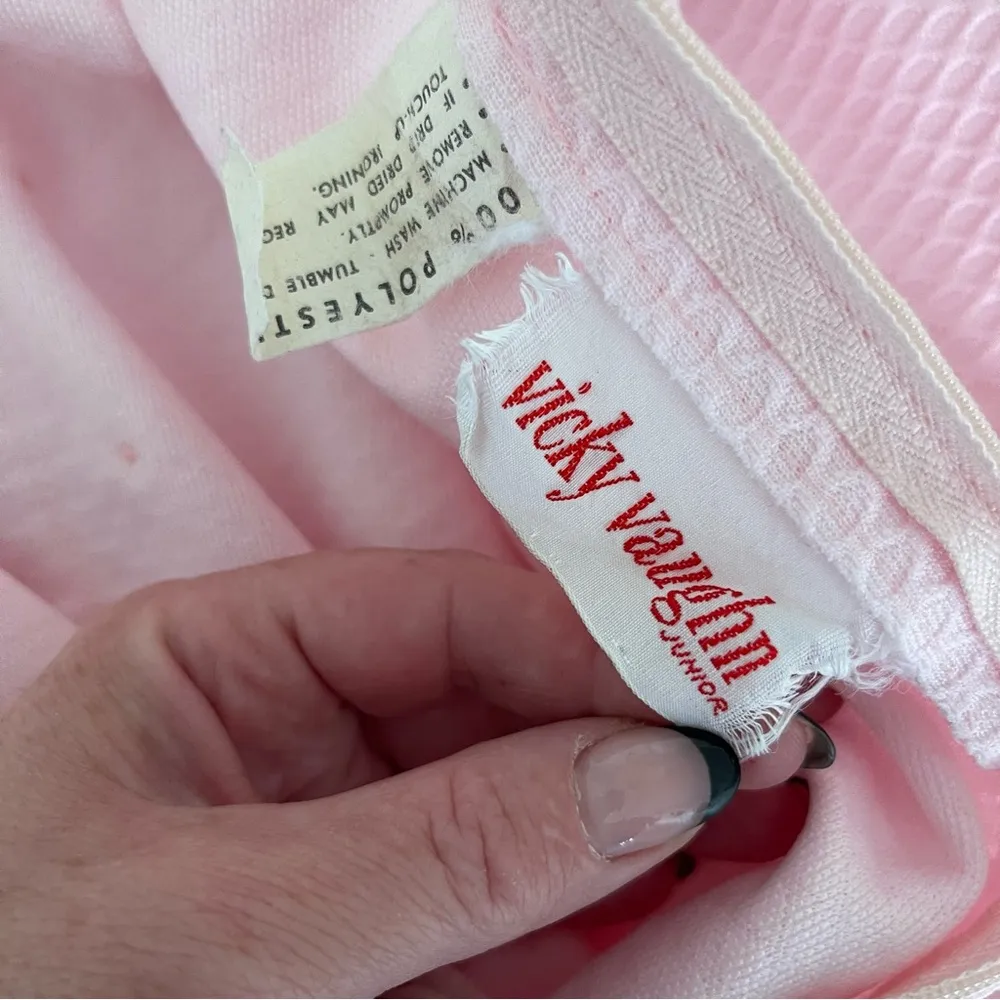 vicky vaughn
JUNIOR
00% POLYEST
MACHINE WASH - TUMBLE D
• REMOVE PROMPTLY.
• IF DRIP DRIED MAY REQ
TOUCH-UP IRONING.